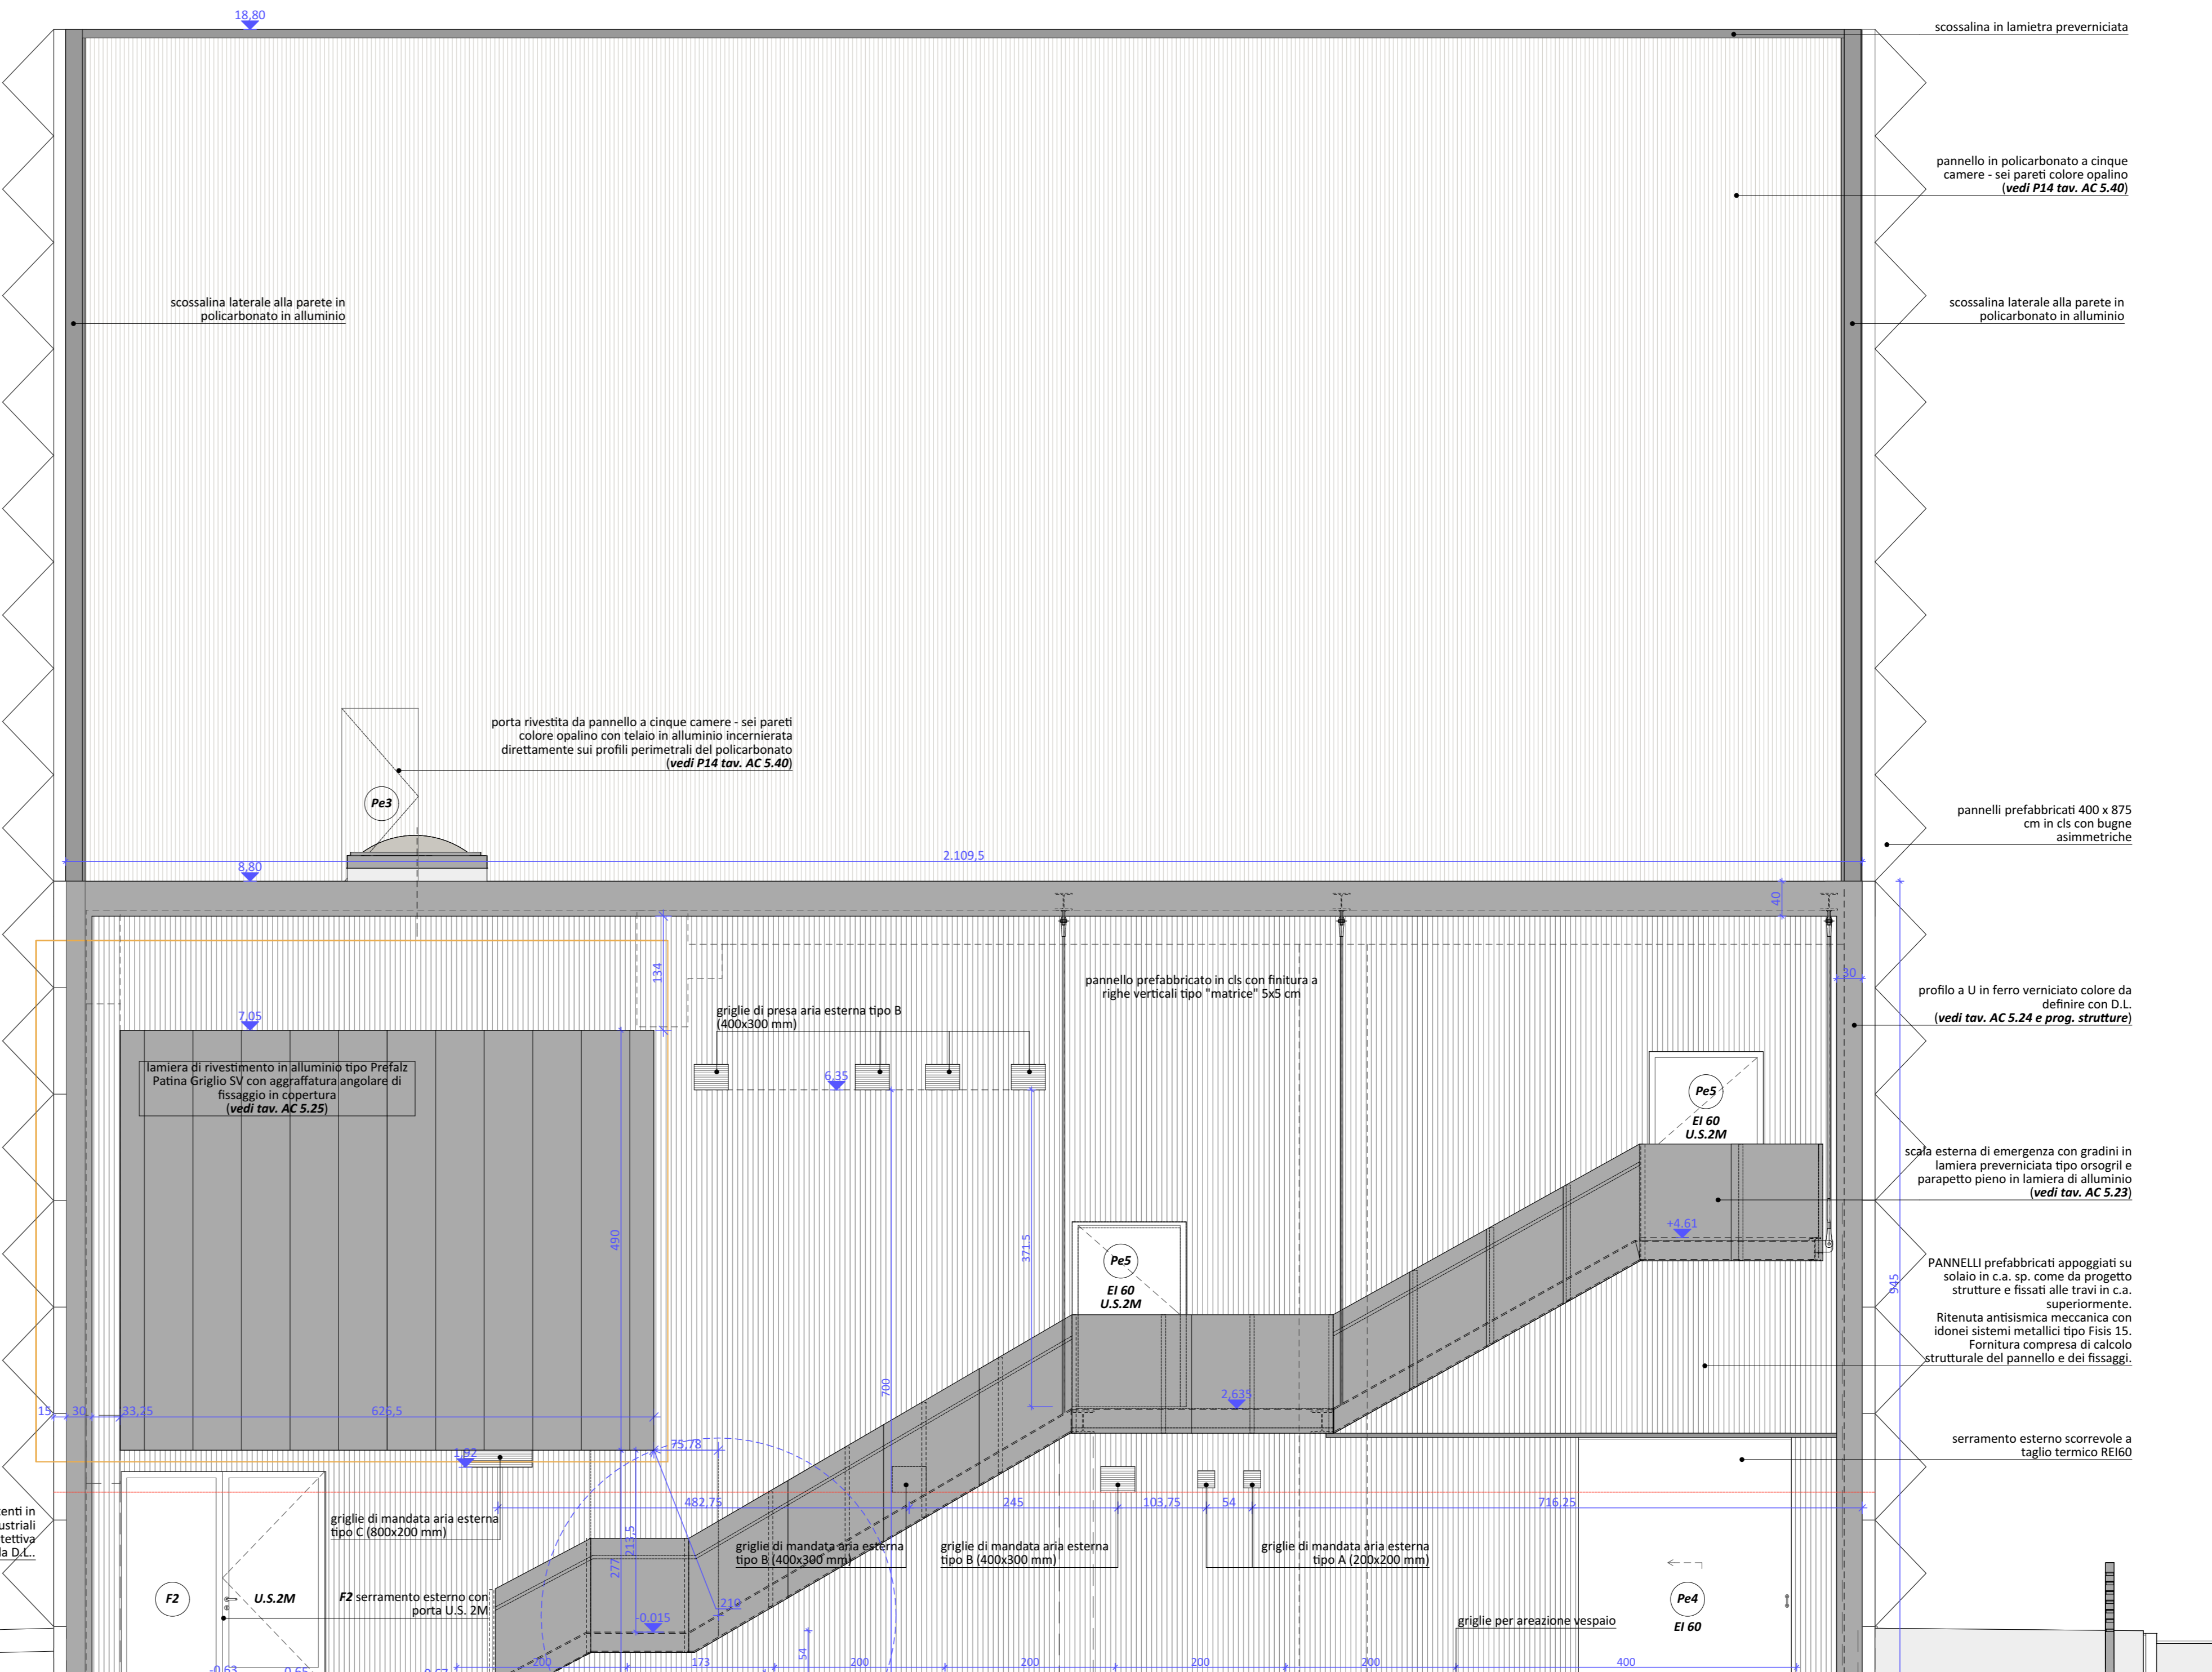 18,80
scossalina in lamietra preverniciata
pannello in policarbonato a cinque
camere - sei pareti colore opalino
(vedi P14 tav. AC 5.40)
scossalina laterale alla parete in
policarbonato in alluminio
scossalina laterale alla parete in
policarbonato in alluminio
porta rivestita da pannello a cinque camere - sei pareti
colore opalino con telaio in alluminio incernierata
direttamente sui profili perimetrali del policarbonato
(vedi P14 tav. AC 5.40)
Pe3
pannelli prefabbricati 400 x 875
cm in cls con bugne
asimmetriche
2.109,5
8,80
40
134
30
pannello prefabbricato in cls con finitura a
righe verticali tipo "matrice" 5x5 cm
profilo a U in ferro verniciato colore da
definire con D.L.
(vedi tav. AC 5.24 e prog. strutture)
griglie di presa aria esterna tipo B
(400x300 mm)
7,05
lamiera di rivestimento in alluminio tipo Prefalz
Patina Griglio SV con aggraffatura angolare di
fissaggio in copertura
(vedi tav. AC 5.25)
6,35
Pe5
EI 60
U.S.2M
scala esterna di emergenza con gradini in
lamiera preverniciata tipo orsogril e
parapetto pieno in lamiera di alluminio
(vedi tav. AC 5.23)
+4,61
490
371.5
Pe5
EI 60
U.S.2M
945
PANNELLI prefabbricati appoggiati su
solaio in c.a. sp. come da progetto
strutture e fissati alle travi in c.a.
superiormente.
Ritenuta antisismica meccanica con
idonei sistemi metallici tipo Fisis 15.
Fornitura compresa di calcolo
strutturale del pannello e dei fissaggi.
700
2,635
15
30
33,25
626,5
75,78
1,92
serramento esterno scorrevole a
taglio termico REI60
482,75
245
103,75
54
716,25
enti in
ustriali
tettiva
la D.L..
griglie di mandata aria esterna
tipo C (800x200 mm)
213,5
277
griglie di mandata aria esterna
tipo B (400x300 mm)
griglie di mandata aria esterna
tipo B (400x300 mm)
griglie di mandata aria esterna
tipo A (200x200 mm)
F2
U.S.2M
F2 serramento esterno con
porta U.S. 2M
210
-0,015
54
griglie per areazione vespaio
Pe4
EI 60
-0,63
200
173
200
200
200
200
400